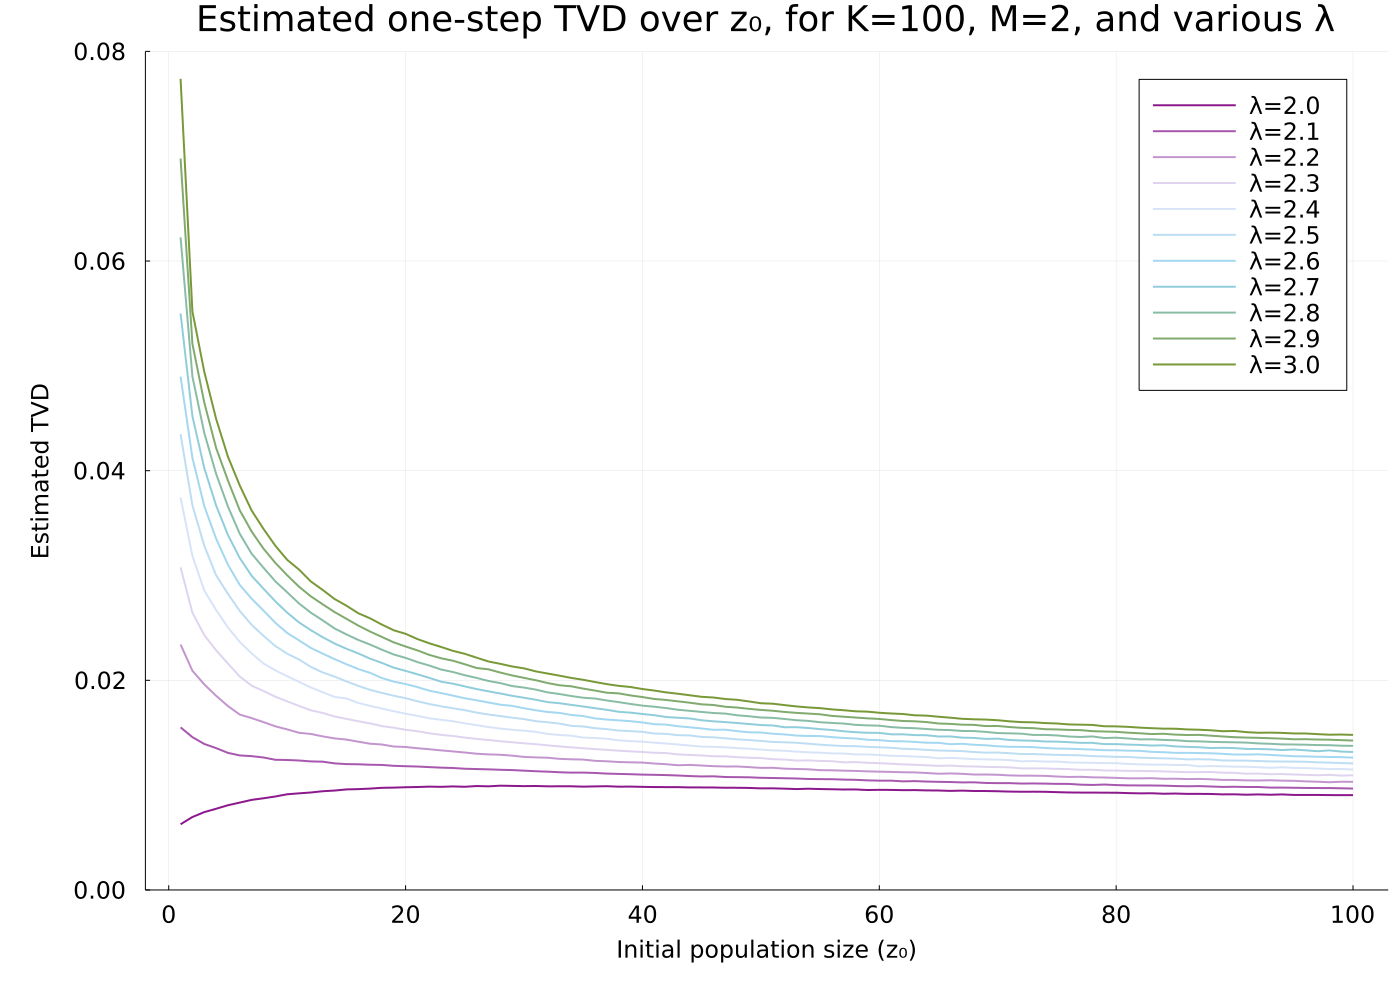 Estimated one-step TVD over z₀, for K=100, M=2, and various λ
0.08
0.06
0.04
0.02
0.00
Estimated TVD
λ=2.0
λ=2.1
λ=2.2
λ=2.3
λ=2.4
λ=2.5
λ=2.6
λ=2.7
λ=2.8
λ=2.9
λ=3.0
0 20 40 60 80 100
Initial population size (z₀)